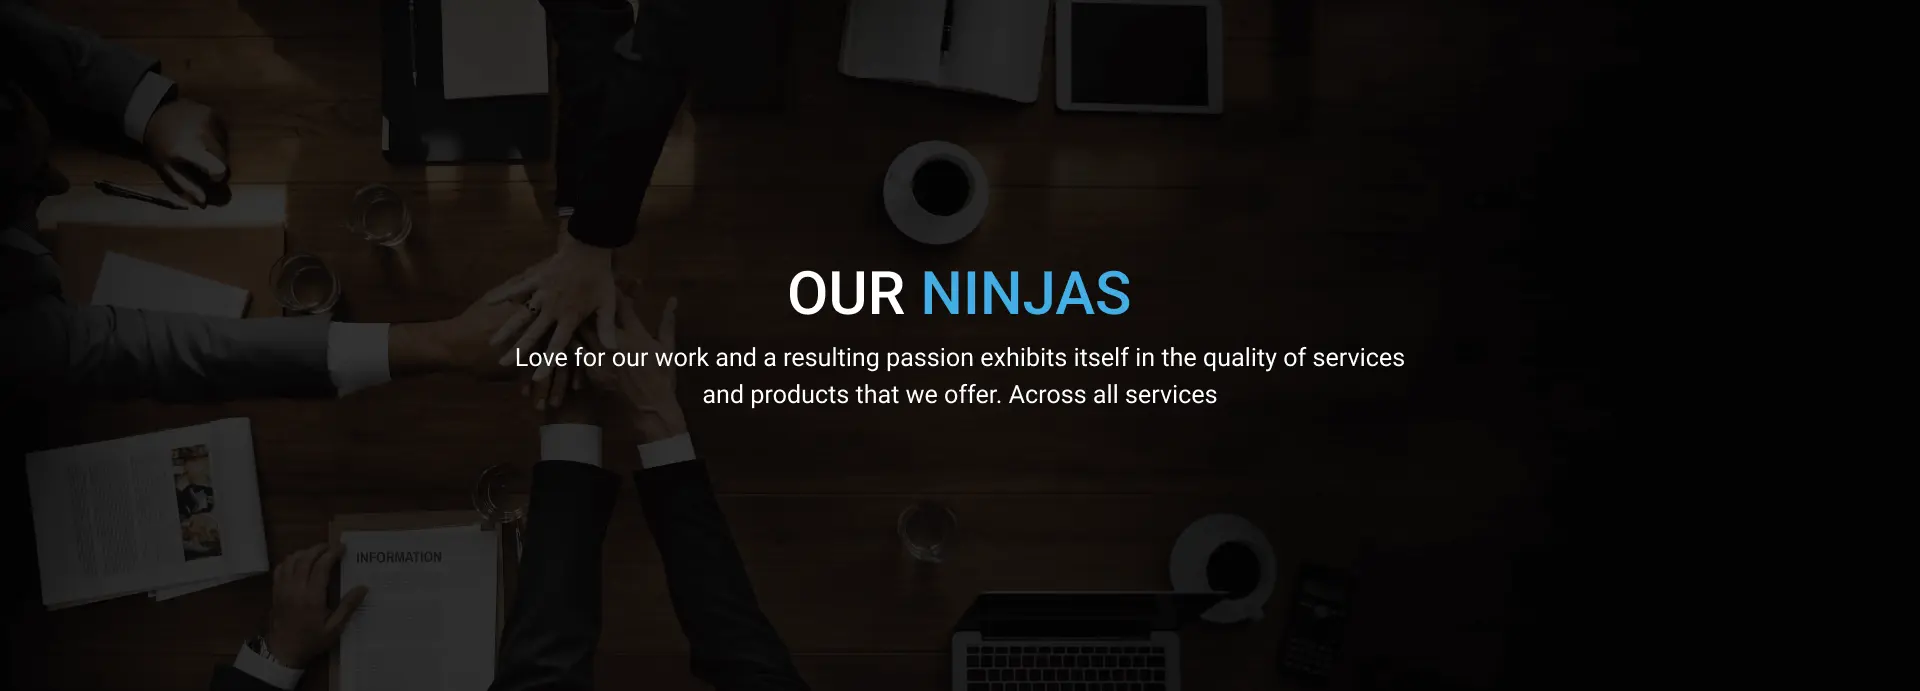 OUR NINJAS
Love for our work and a resulting passion exhibits itself in the quality of services
and products that we offer. Across all services
INFORMATION